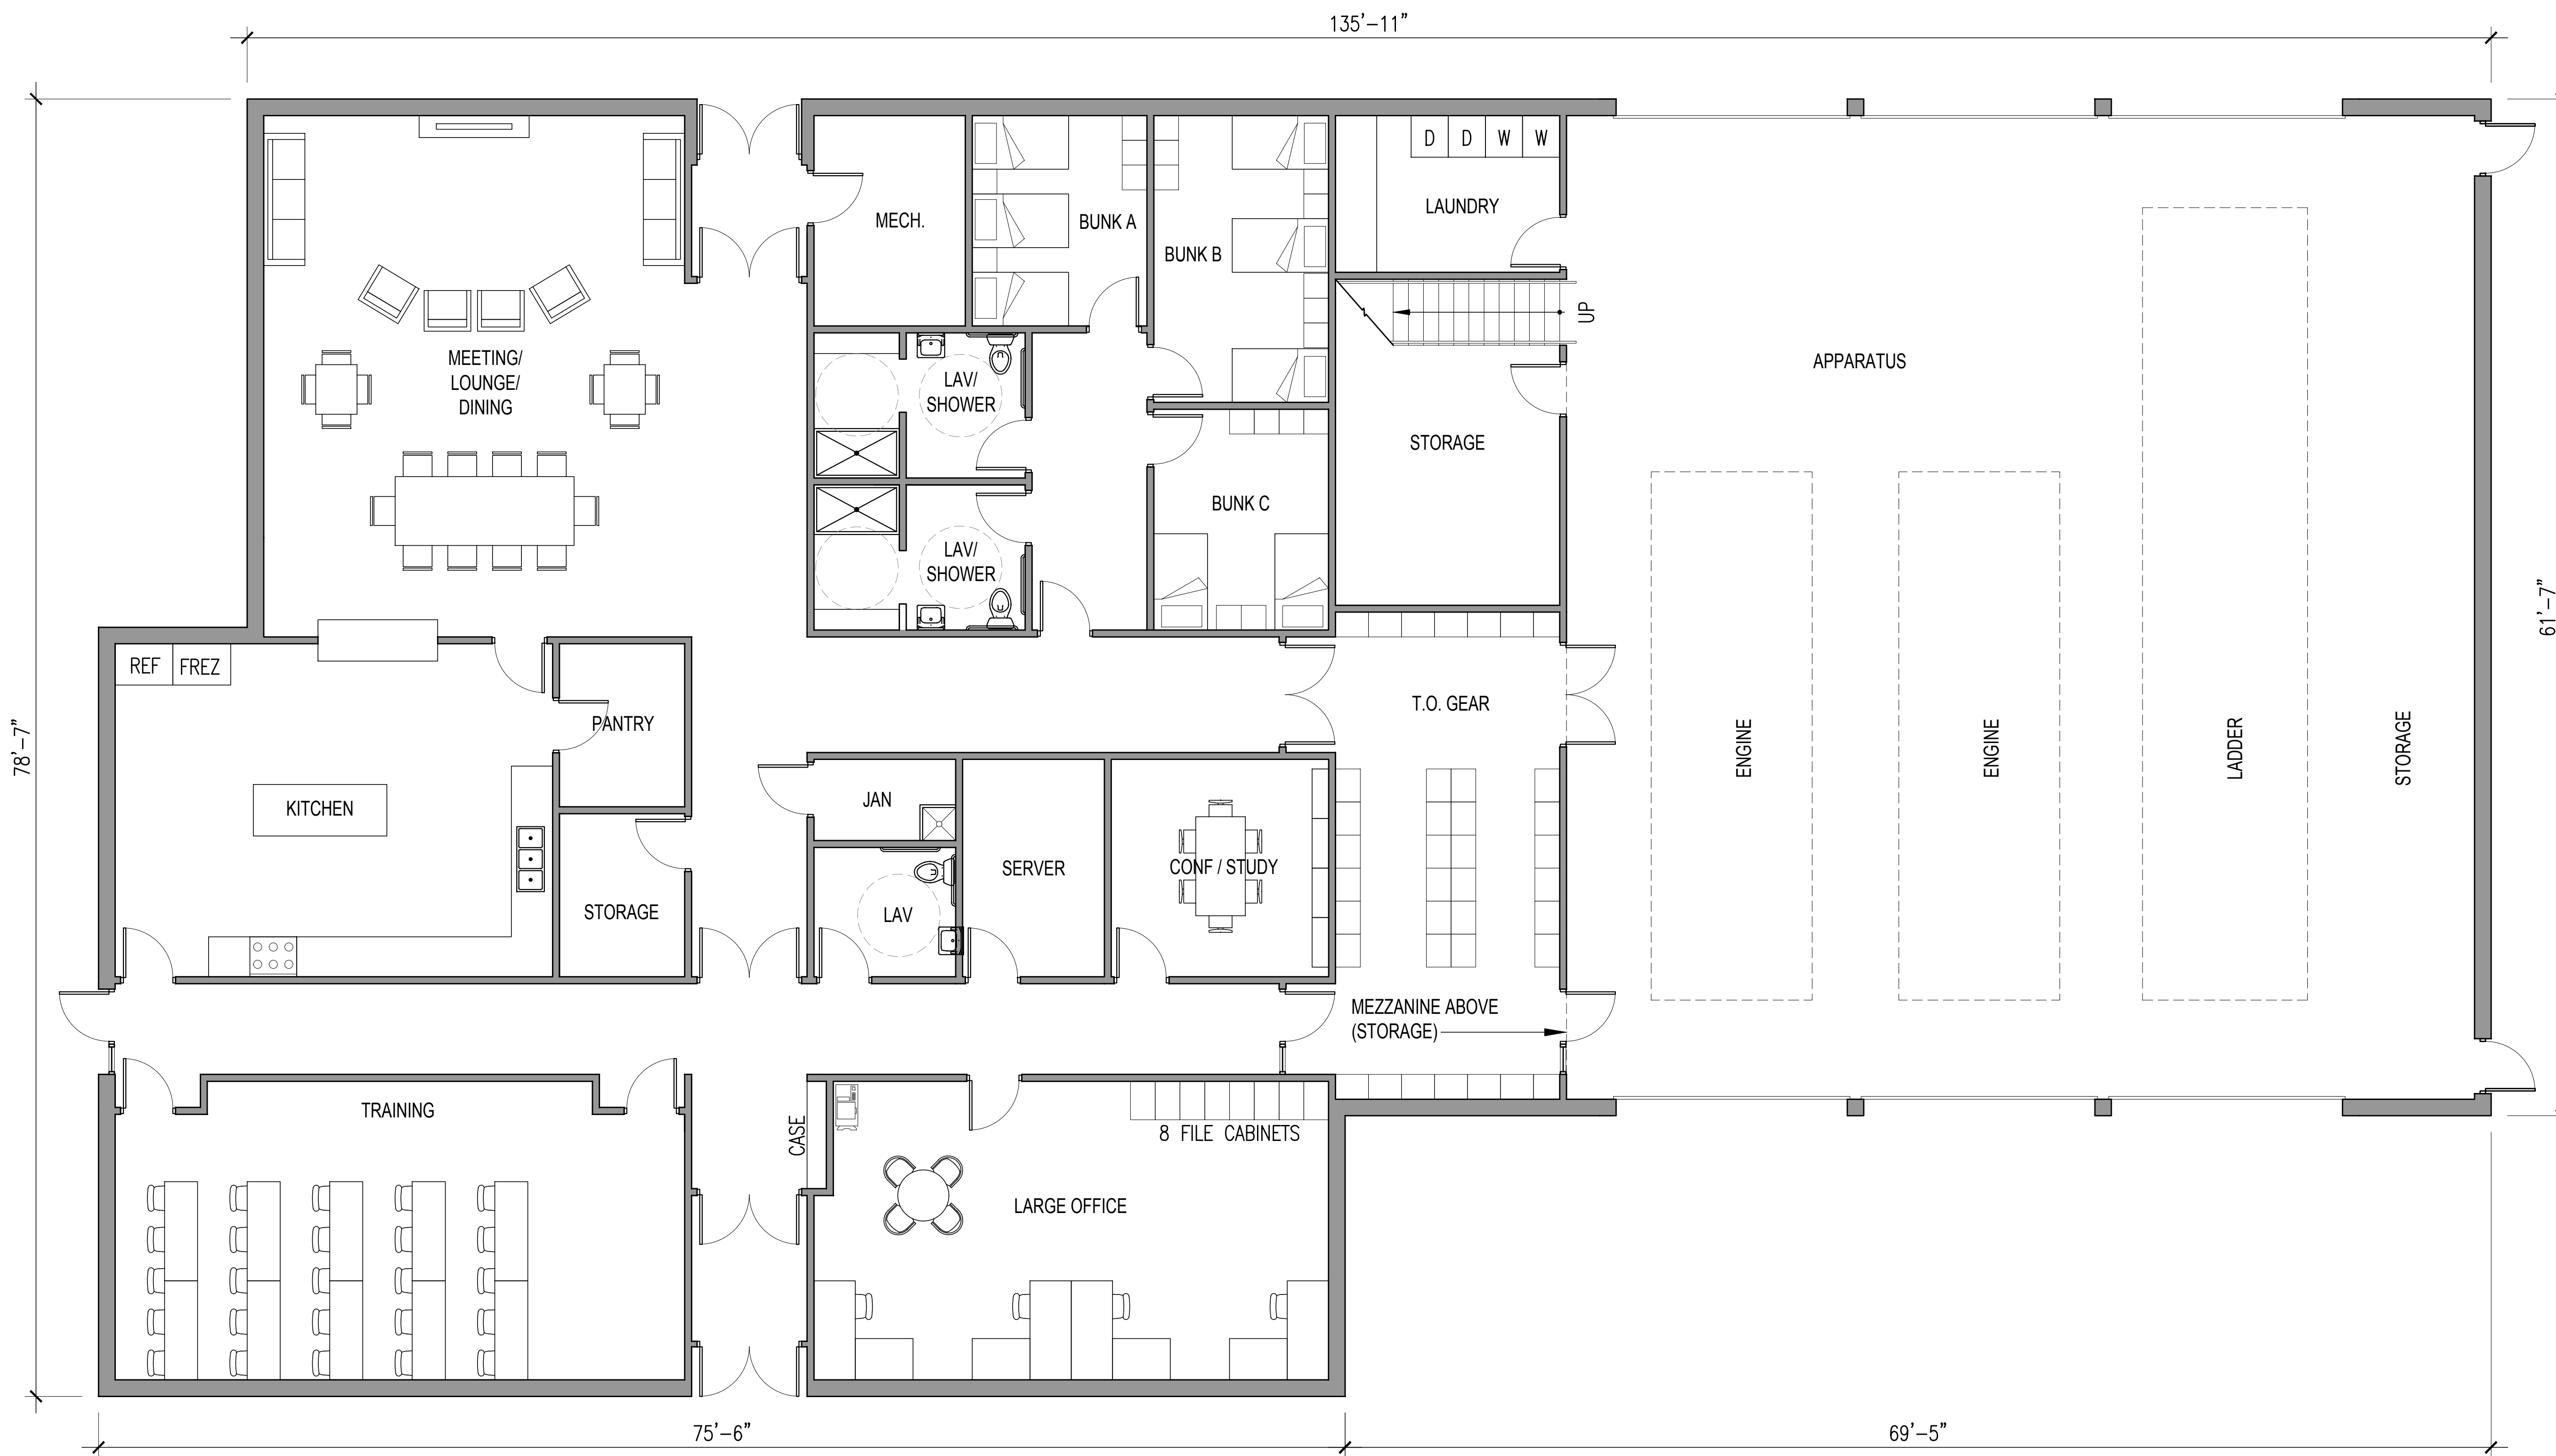 135'-11"
D D W W
MECH.
BUNK A
BUNK B
LAUNDRY
UP
MEETING/
LOUNGE/
DINING
APPARATUS
LAV/
SHOWER
STORAGE
BUNK C
LAV/
SHOWER
61'-7"
REF
FREZ
PANTRY
T.O. GEAR
78'-7"
ENGINE
ENGINE
LADDER
STORAGE
KITCHEN
JAN
STORAGE
LAV
SERVER
CONF / STUDY
MEZZANINE ABOVE
(STORAGE)
TRAINING
CASE
8 FILE CABINETS
LARGE OFFICE
75'-6"
69'-5"